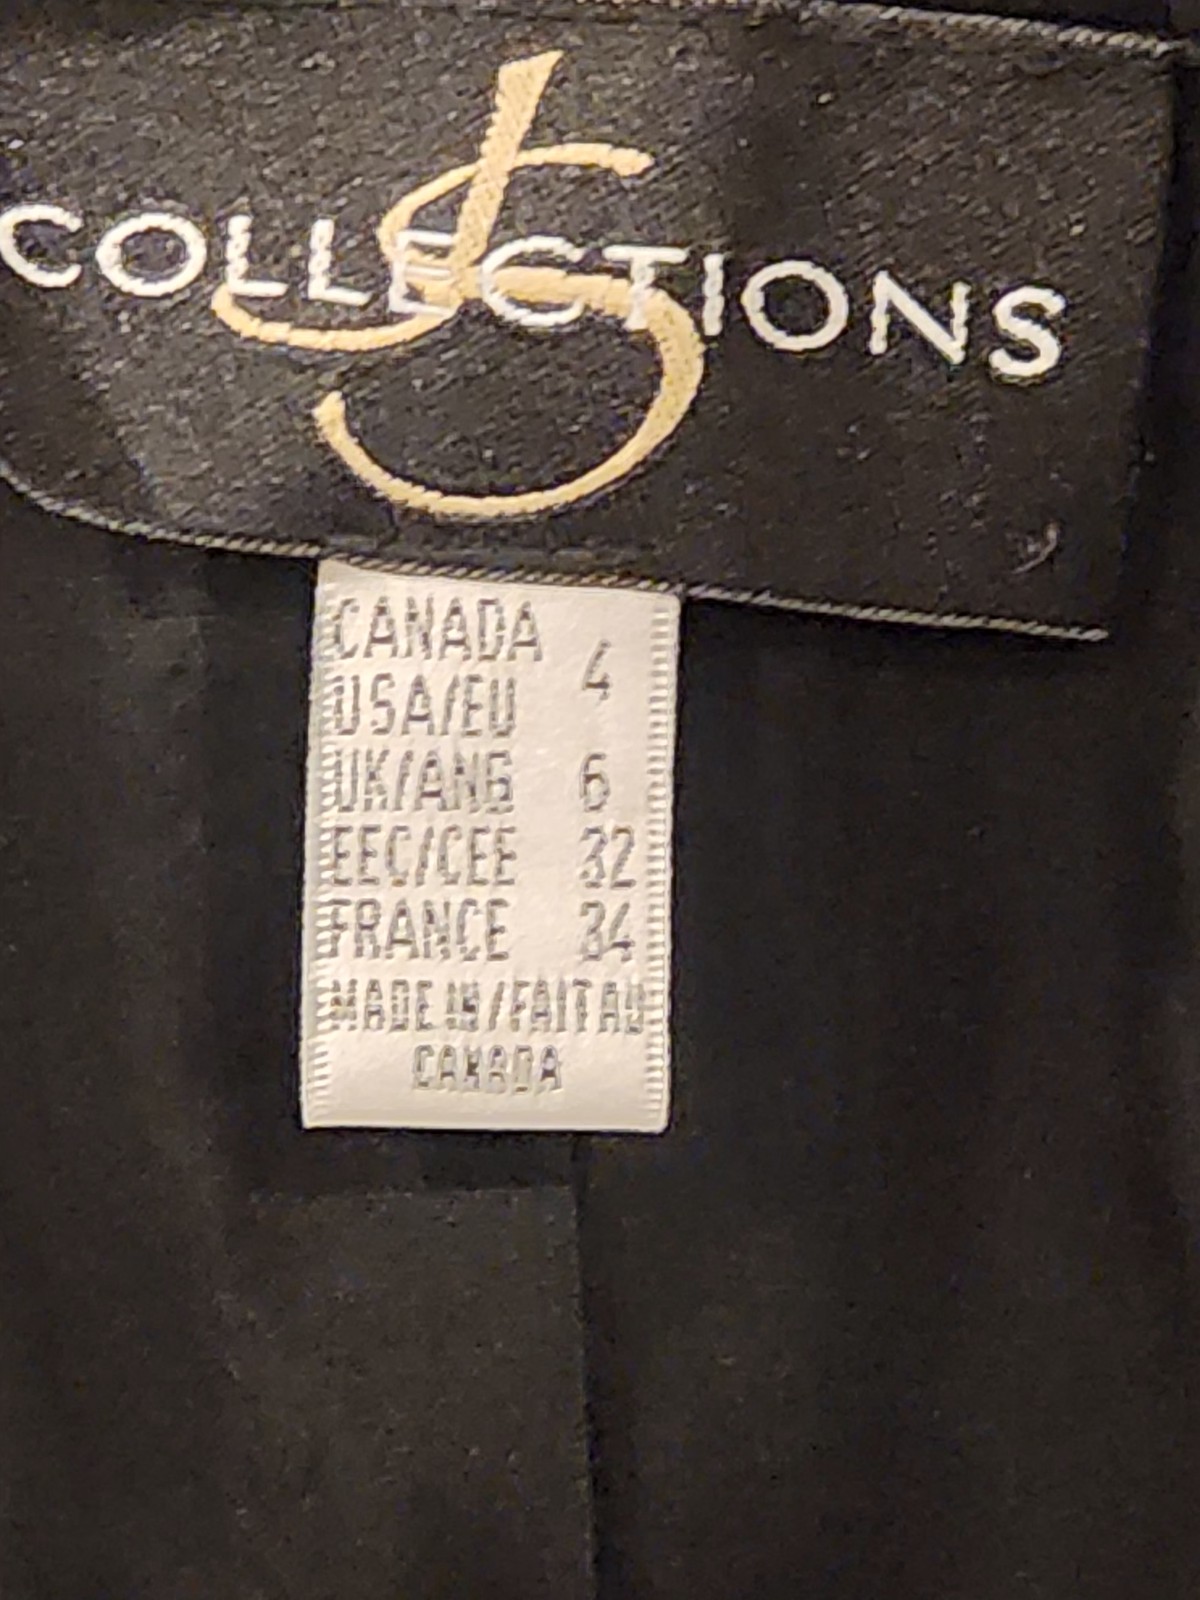 JS
COLLECTIONS
CANADA
USA/EU 4
UK/ANG 6
EEC/CEE 32
FRANCE 34
MADE IN/FAIT AU
CANADA